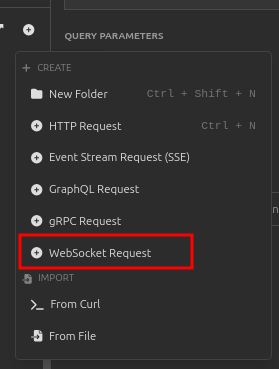 QUERY PARAMETERS
CREATE
New Folder Ctrl + Shift + N
HTTP Request Ctrl + N
Event Stream Request (SSE)
GraphQL Request
gRPC Request
WebSocket Request
IMPORT
From Curl
From File